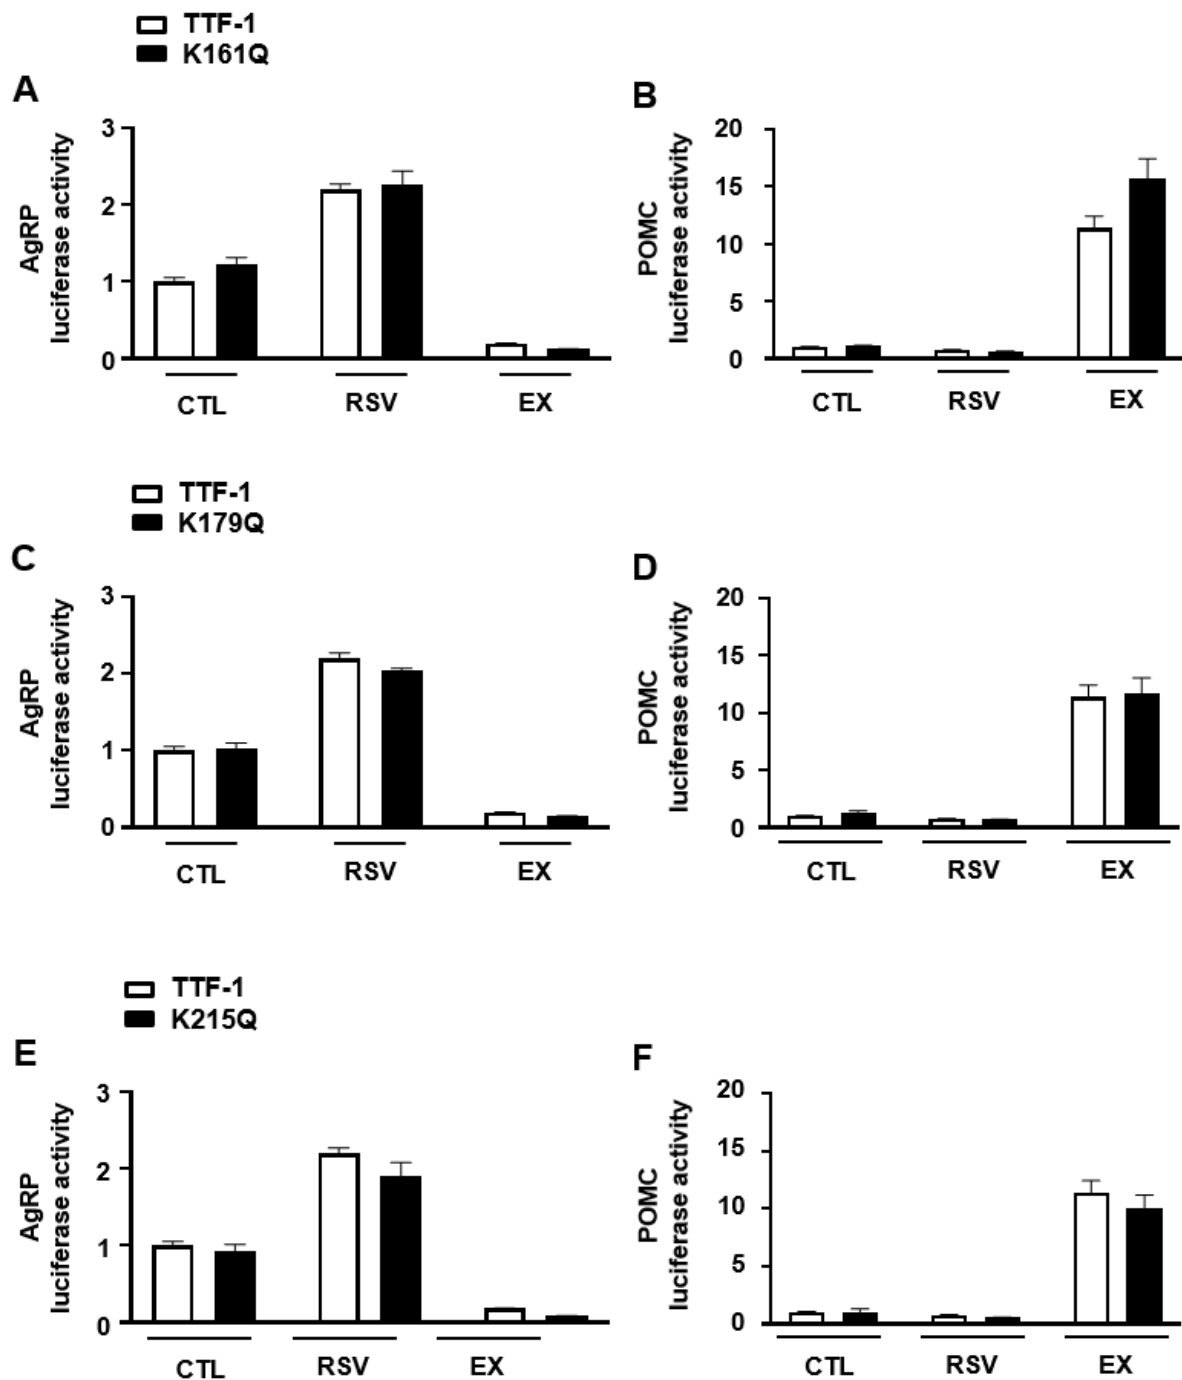 TTF-1
K161Q
A
AgRP
luciferase activity
3
2
1
0
CTL
RSV
EX
B
POMC
luciferase activity
20
15
10
5
0
CTL
RSV
EX
TTF-1
K179Q
C
AgRP
luciferase activity
3
2
1
0
CTL
RSV
EX
D
POMC
luciferase activity
20
15
10
5
0
CTL
RSV
EX
TTF-1
K215Q
E
AgRP
luciferase activity
3
2
1
0
CTL
RSV
EX
F
POMC
luciferase activity
20
15
10
5
0
CTL
RSV
EX